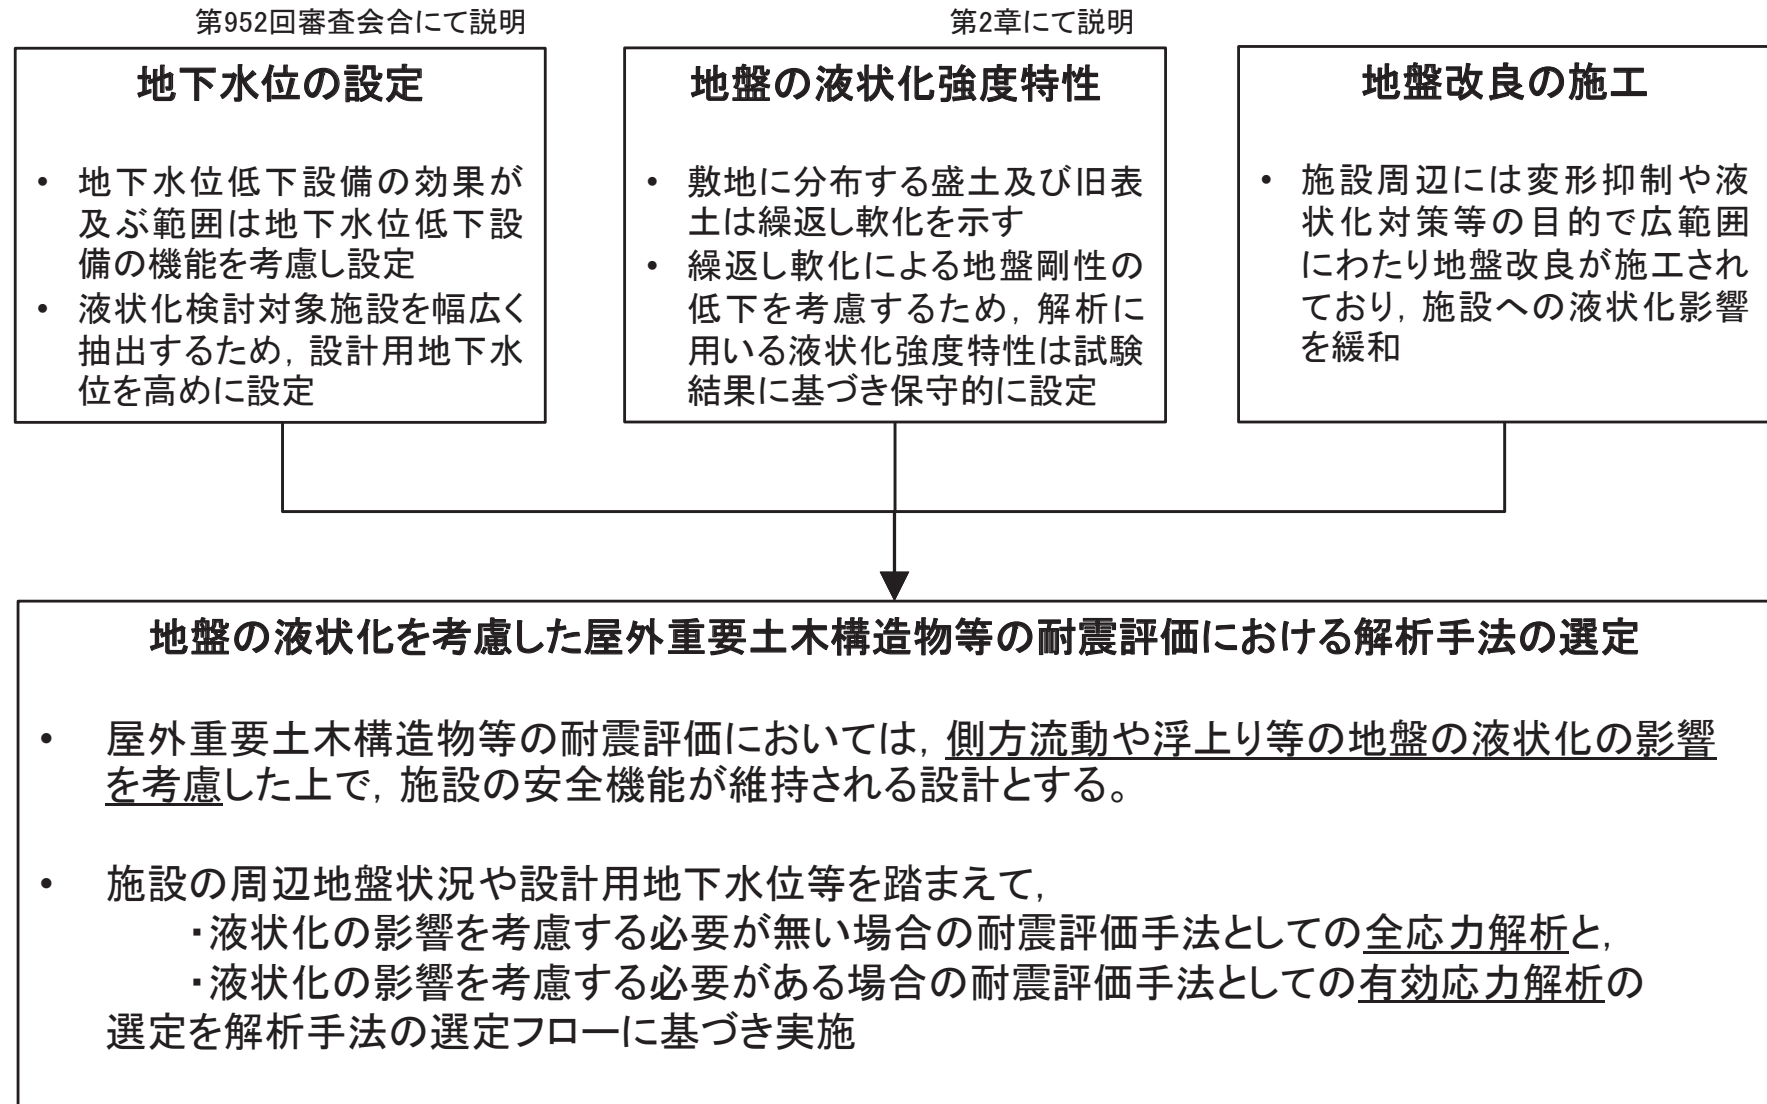 第952回審査会合にて説明
地下水位の設定
• 地下水位低下設備の効果が
及ぶ範囲は地下水位低下設
備の機能を考慮し設定
• 液状化検討対象施設を幅広く
抽出するため，設計用地下水
位を高めに設定
第2章にて説明
地盤の液状化強度特性
• 敷地に分布する盛土及び旧表
土は繰返し軟化を示す
• 繰返し軟化による地盤剛性の
低下を考慮するため，解析に
用いる液状化強度特性は試験
結果に基づき保守的に設定
地盤改良の施工
• 施設周辺には変形抑制や液
状化対策等の目的で広範囲
にわたり地盤改良が施工され
ており，施設への液状化影響
を緩和
地盤の液状化を考慮した屋外重要土木構造物等の耐震評価における解析手法の選定
• 屋外重要土木構造物等の耐震評価においては，側方流動や浮上り等の地盤の液状化の影響
を考慮した上で，施設の安全機能が維持される設計とする。
• 施設の周辺地盤状況や設計用地下水位等を踏まえて，
・液状化の影響を考慮する必要が無い場合の耐震評価手法としての全応力解析と，
・液状化の影響を考慮する必要がある場合の耐震評価手法としての有効応力解析の
選定を解析手法の選定フローに基づき実施